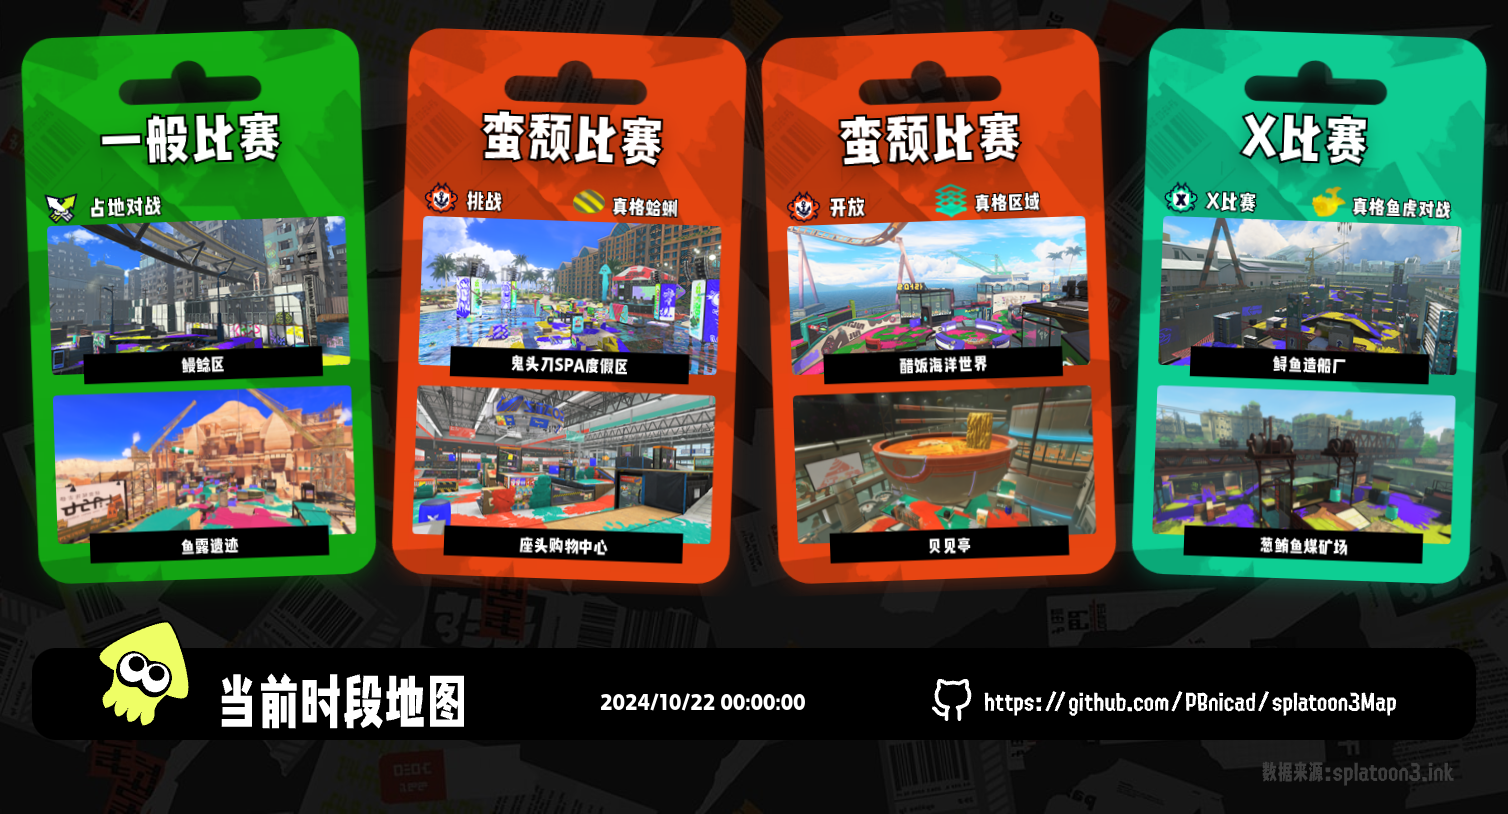 一般比赛
占地对战
鳗鲶区
鱼露遗迹
蛮颓比赛
挑战
真格蛤蜊
鬼头刀SPA度假区
座头购物中心
蛮颓比赛
开放
真格区域
醋饭海洋世界
贝贝亭
X比赛
X比赛
真格鱼虎对战
鲟鱼造船厂
葱鲔鱼煤矿场
当前时段地图
2024/10/22 00:00:00
https://github.com/PBnicad/splatoon3Map
数据来源:splatoon3.ink